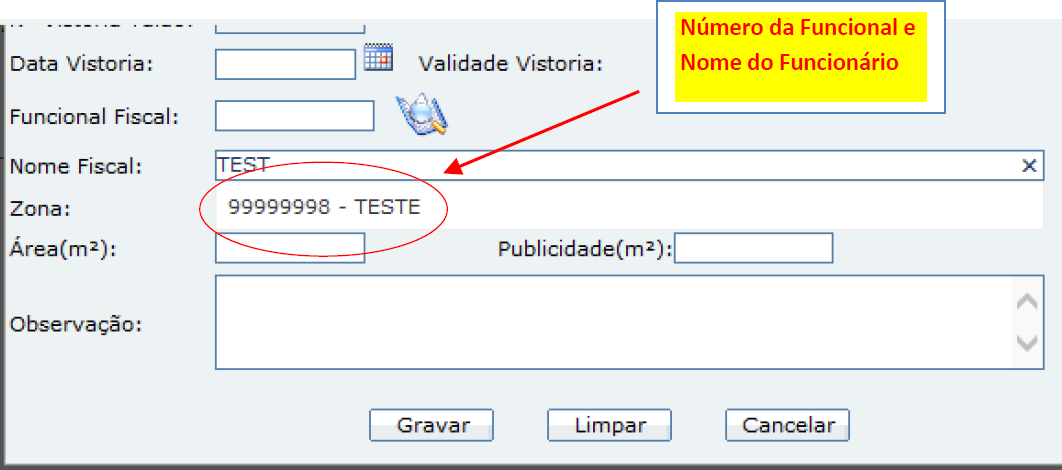 Número da Funcional e
Nome do Funcionário
Data Vistoria:
Validade Vistoria:
Funcional Fiscal:
Nome Fiscal: TEST
Zona: 99999998 - TESTE
Área(m²):
Publicidade(m²):
Observação:
Gravar Limpar Cancelar